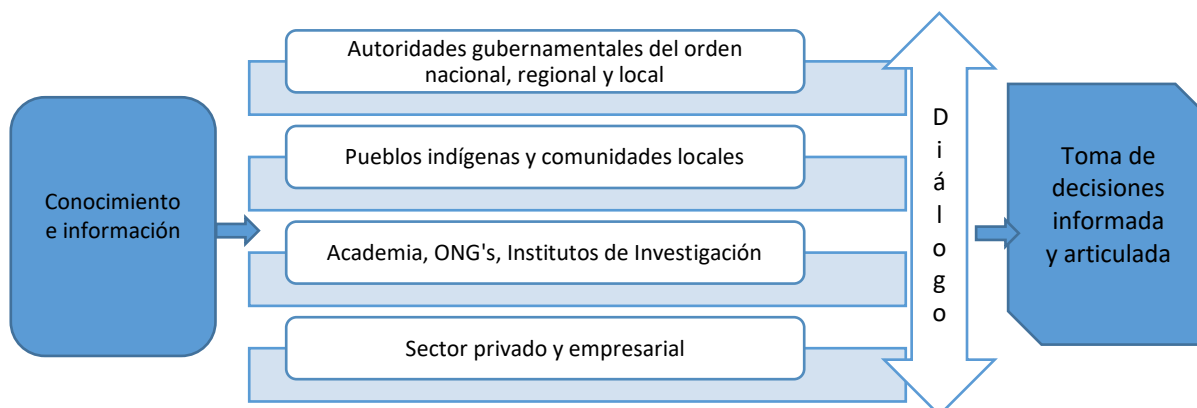 Conocimiento
e información
Autoridades gubernamentales del orden
nacional, regional y local
Pueblos indígenas y comunidades locales
Academia, ONG's, Institutos de Investigación
Sector privado y empresarial
Diálogo
Toma de
decisiones
informada
y articulada